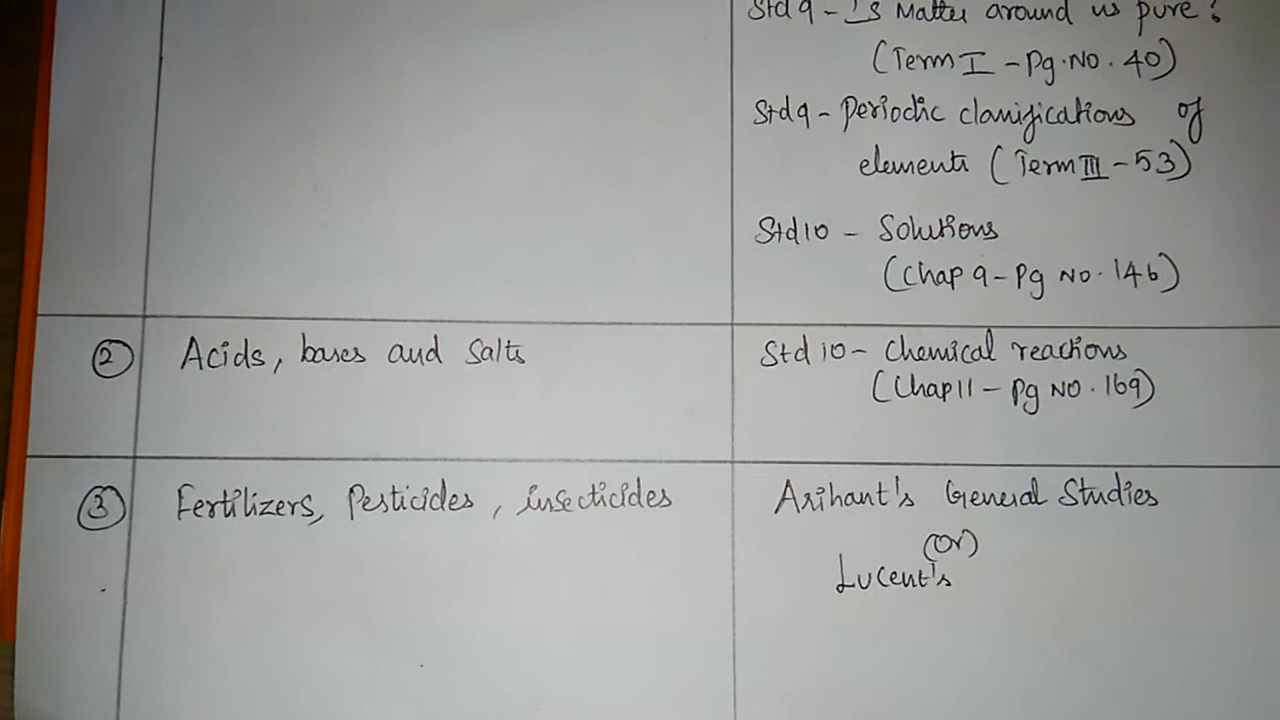 Std 9 - Is Matter around us pure?
(Term I - Pg. No. 40)
Std 9 - Periodic classifications of
elements (Term III - 53)
Std 10 - Solutions
(Chap 9 - Pg No. 146)
② Acids, bases and Salts
Std 10 - Chemical reactions
(Chap 11 - Pg No. 169)
③ Fertilizers, Pesticides, insecticides
Arihant's General Studies
(or)
Lucent's